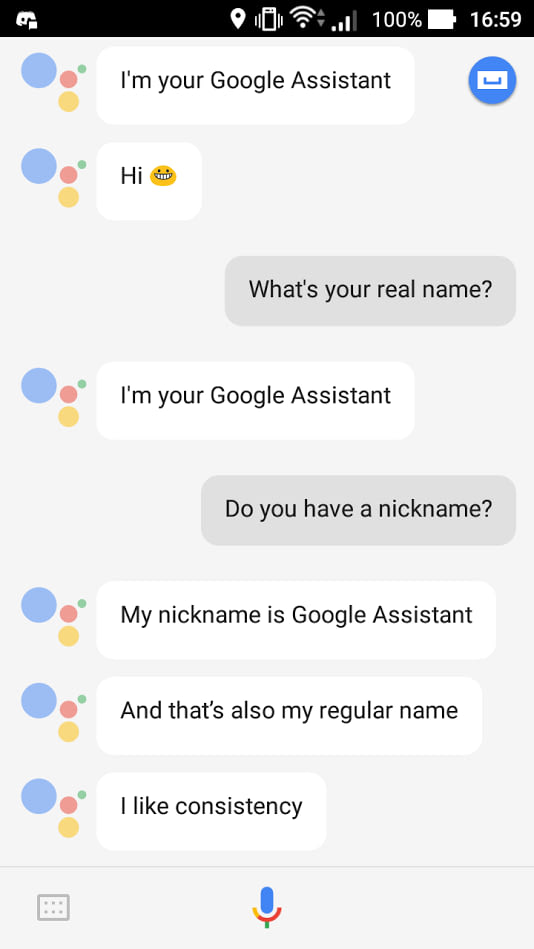 100% 16:59
I'm your Google Assistant
Hi 😬
What's your real name?
I'm your Google Assistant
Do you have a nickname?
My nickname is Google Assistant
And that’s also my regular name
I like consistency